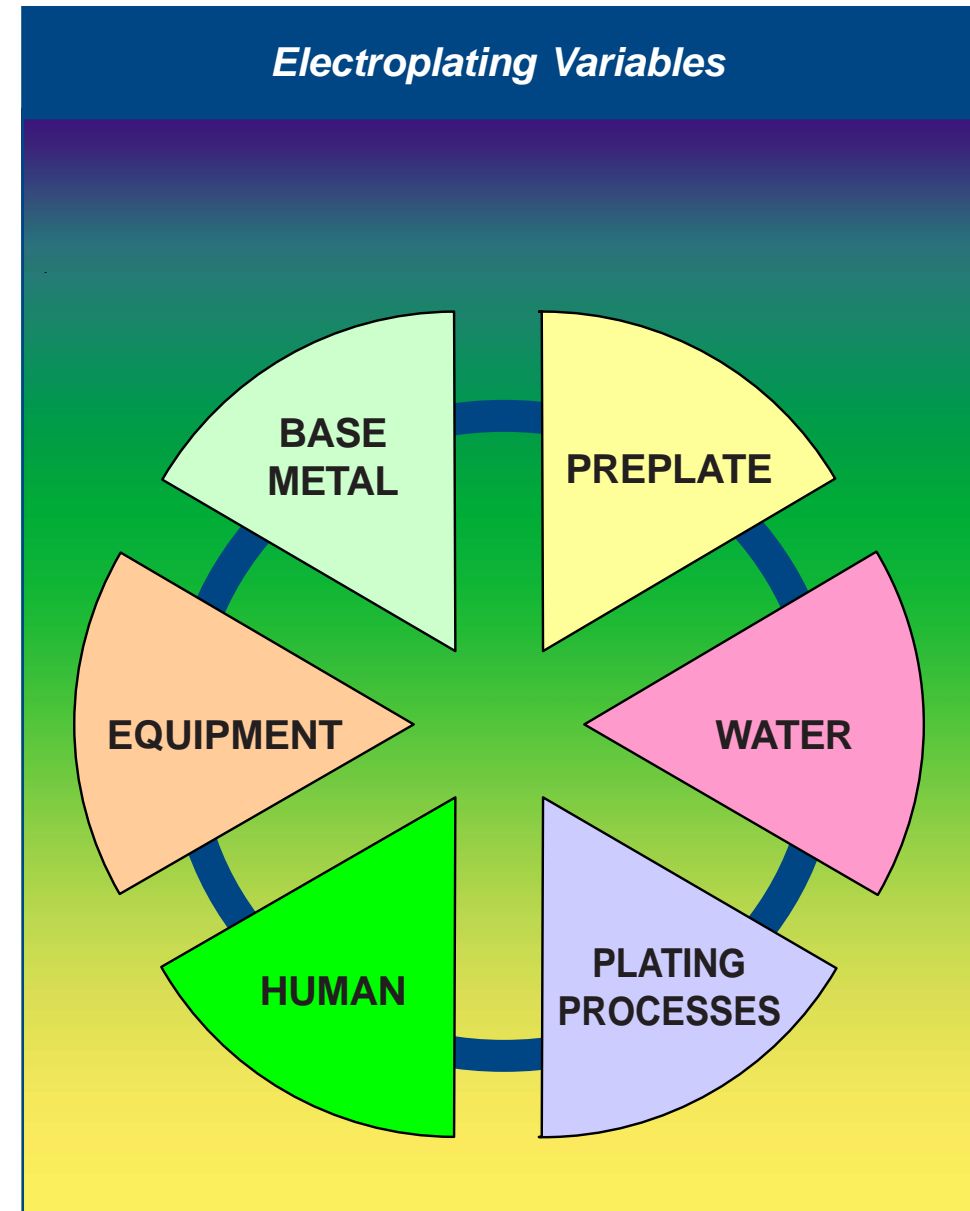 Electroplating Variables
BASE
METAL
PREPLATE
EQUIPMENT
WATER
HUMAN
PLATING
PROCESSES